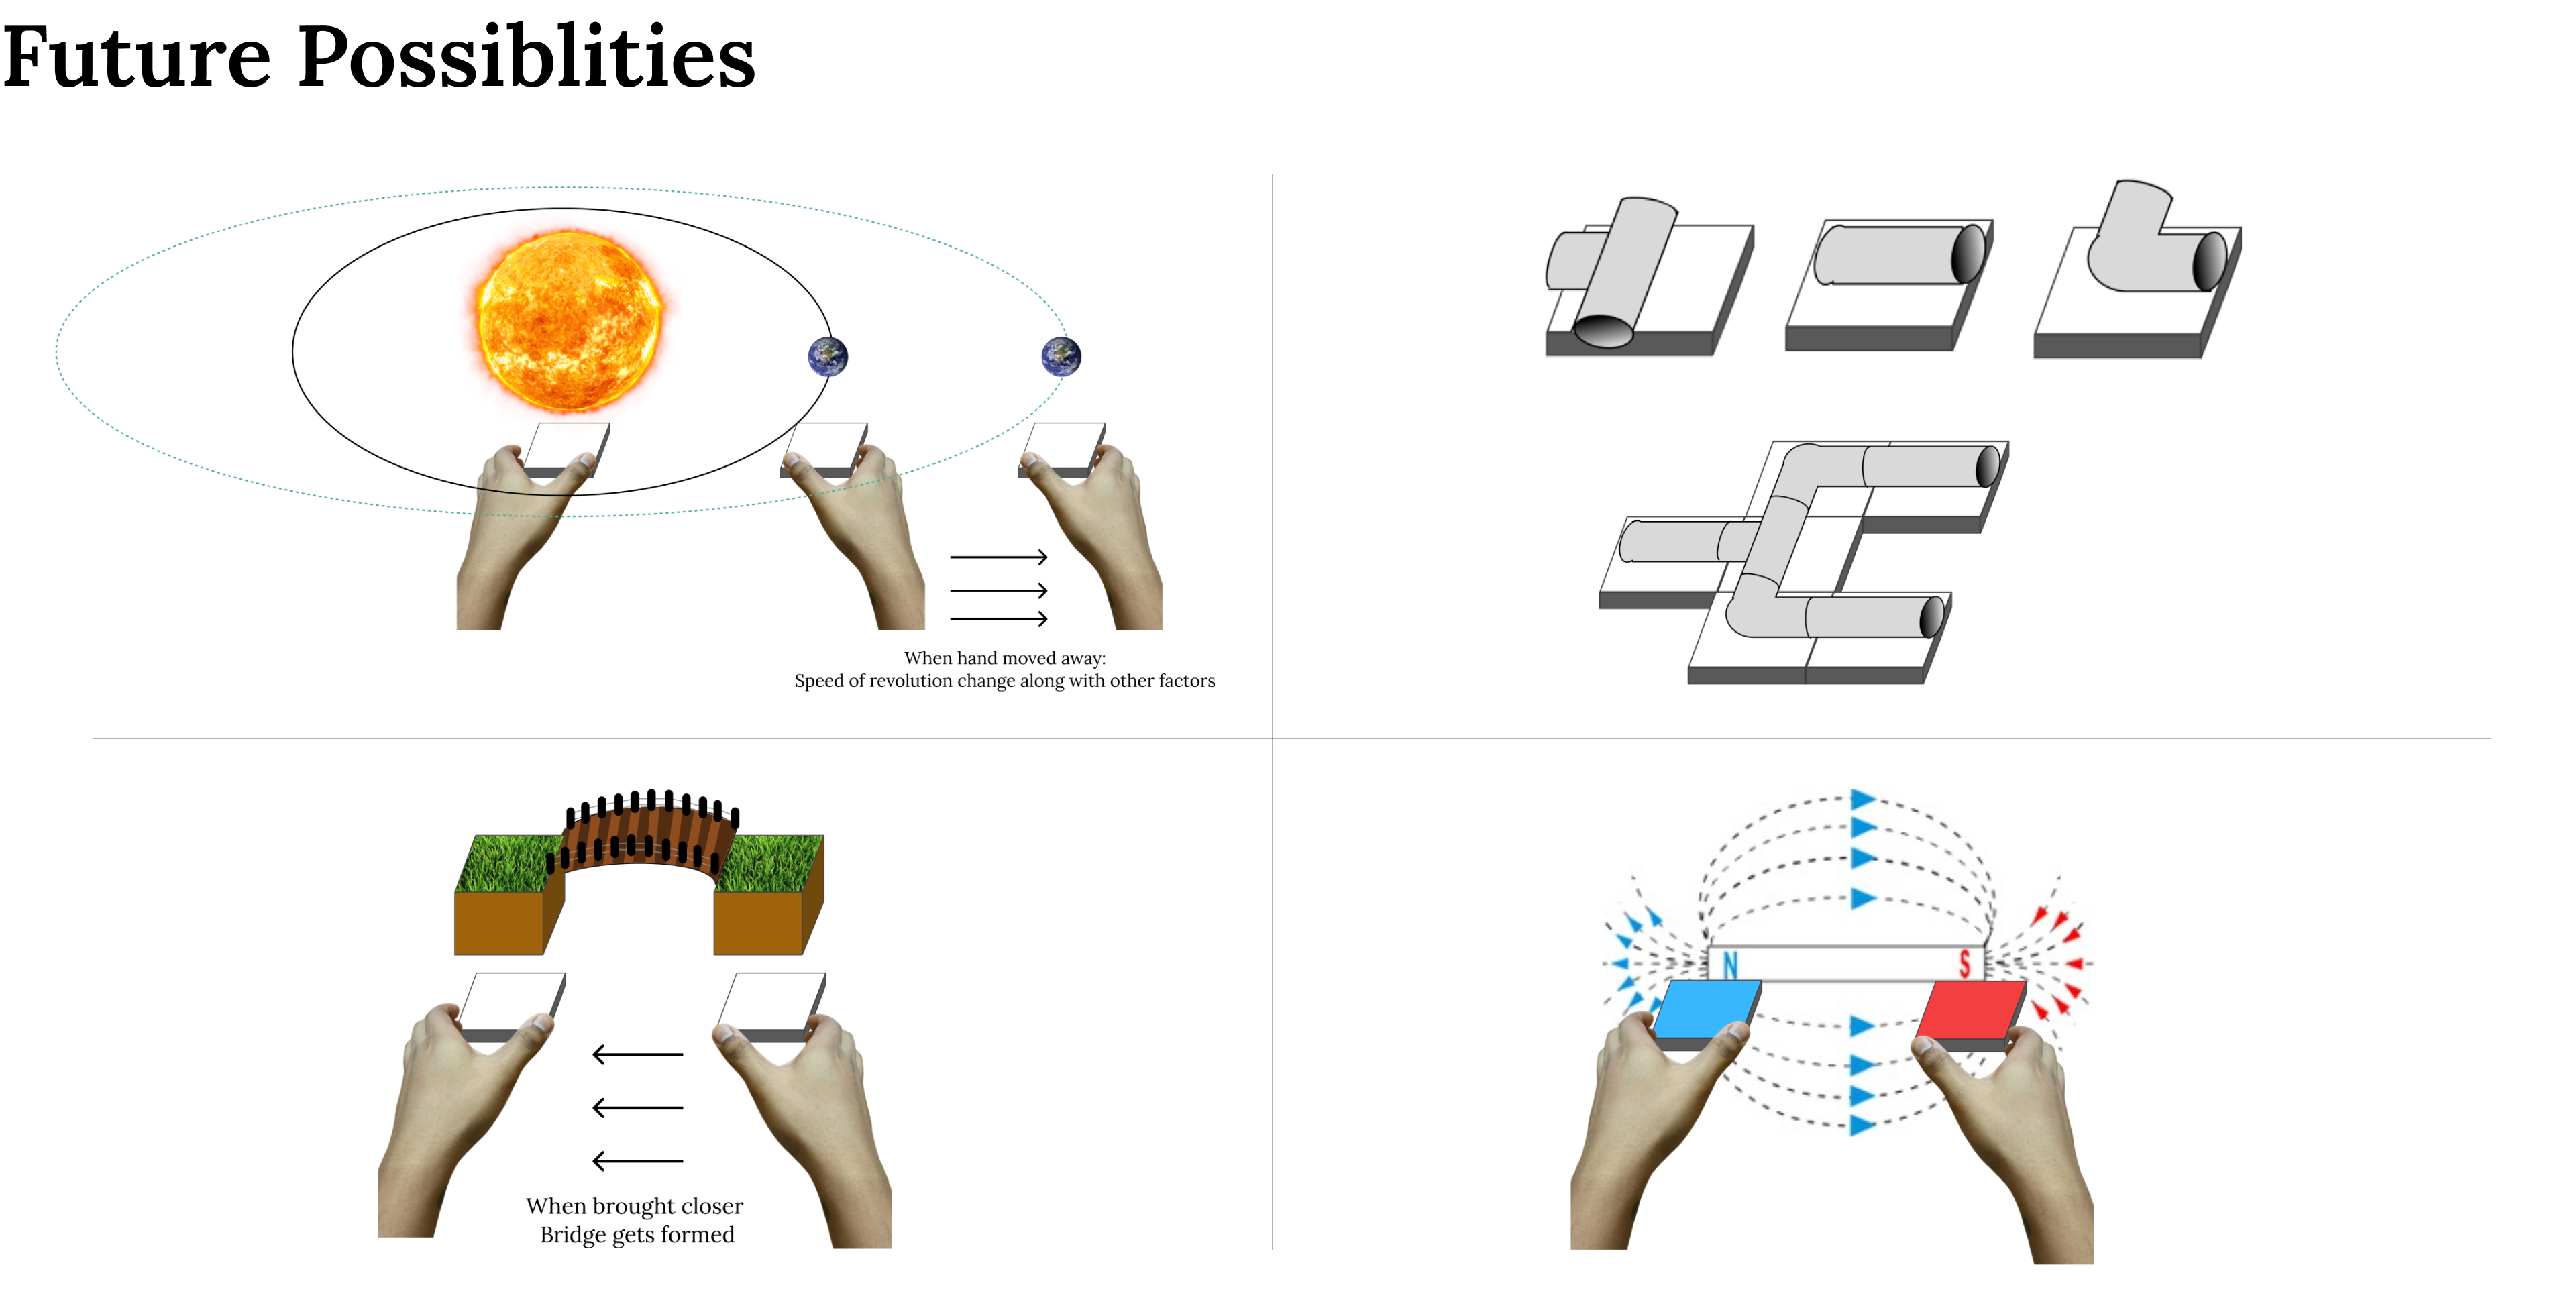 Future Possiblities
When hand moved away:
Speed of revolution change along with other factors
When brought closer
Bridge gets formed
N
S